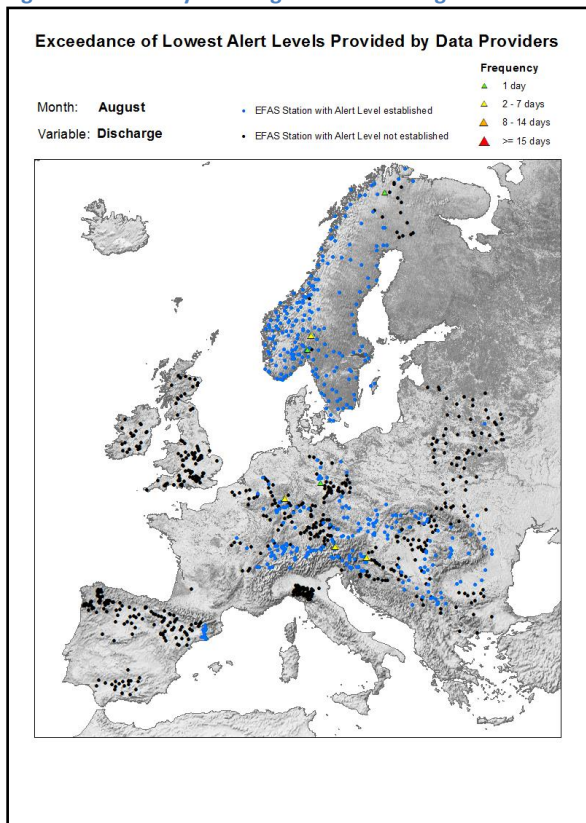 Exceedance of Lowest Alert Levels Provided by Data Providers
Frequency
1 day
2 - 7 days
8 - 14 days
>= 15 days
Month: August
EFAS Station with Alert Level established
Variable: Discharge
EFAS Station with Alert Level not established